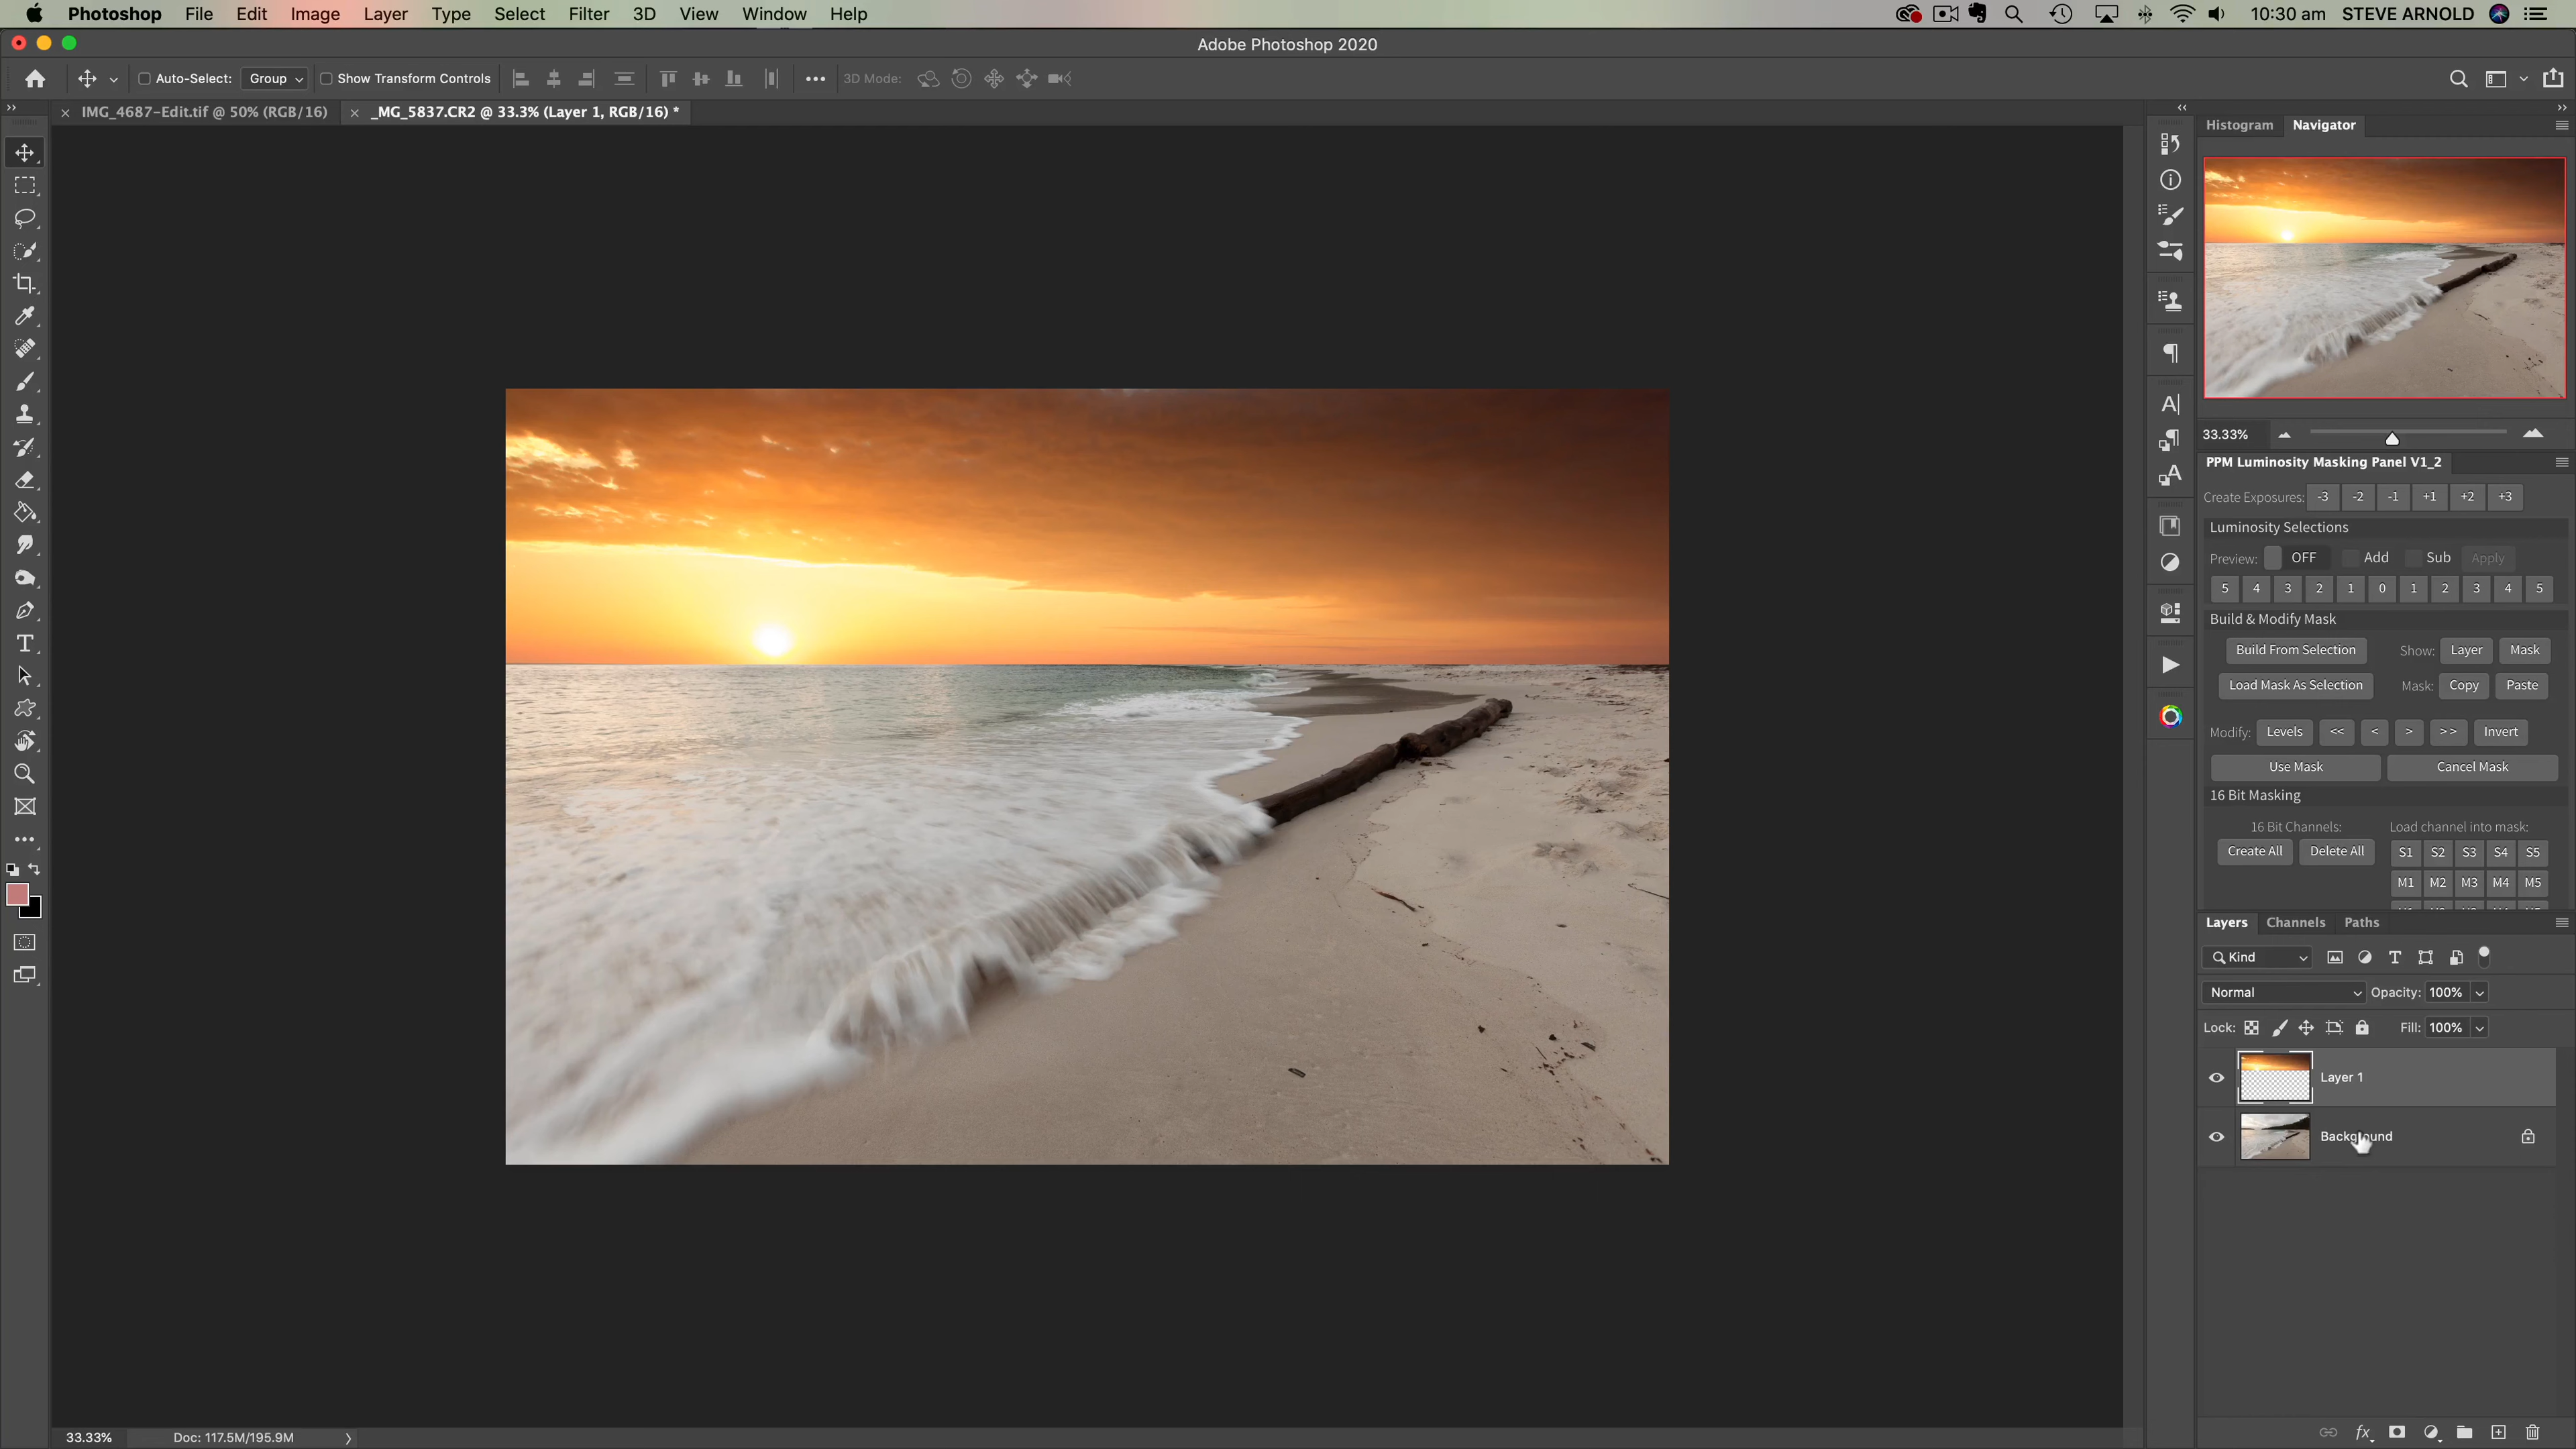 Photoshop File Edit Image Layer Type Select Filter 3D View Window Help 10:30 am STEVE ARNOLD
Adobe Photoshop 2020
Auto-Select: Group Show Transform Controls 3D Mode:
IMG_4687-Edit.tif @ 50% (RGB/16) _MG_5837.CR2 @ 33.3% (Layer 1, RGB/16) *
Histogram Navigator
33.33%
PPM Luminosity Masking Panel V1_2
Create Exposures: -3 -2 -1 +1 +2 +3
Luminosity Selections
Preview: OFF Add Sub Apply
5 4 3 2 1 0 1 2 3 4 5
Build & Modify Mask
Build From Selection Show: Layer Mask
Load Mask As Selection Mask: Copy Paste
Modify: Levels << < > >> Invert
Use Mask Cancel Mask
16 Bit Masking
16 Bit Channels: Load channel into mask:
Create All Delete All S1 S2 S3 S4 S5
M1 M2 M3 M4 M5
Layers Channels Paths
Kind
Normal Opacity: 100%
Lock: Fill: 100%
Layer 1
Background
33.33% Doc: 117.5M/195.9M